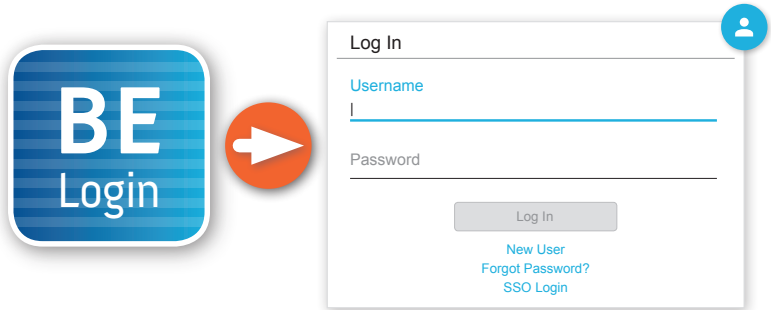 BE
Login
Log In
Username
Password
Log In
New User
Forgot Password?
SSO Login